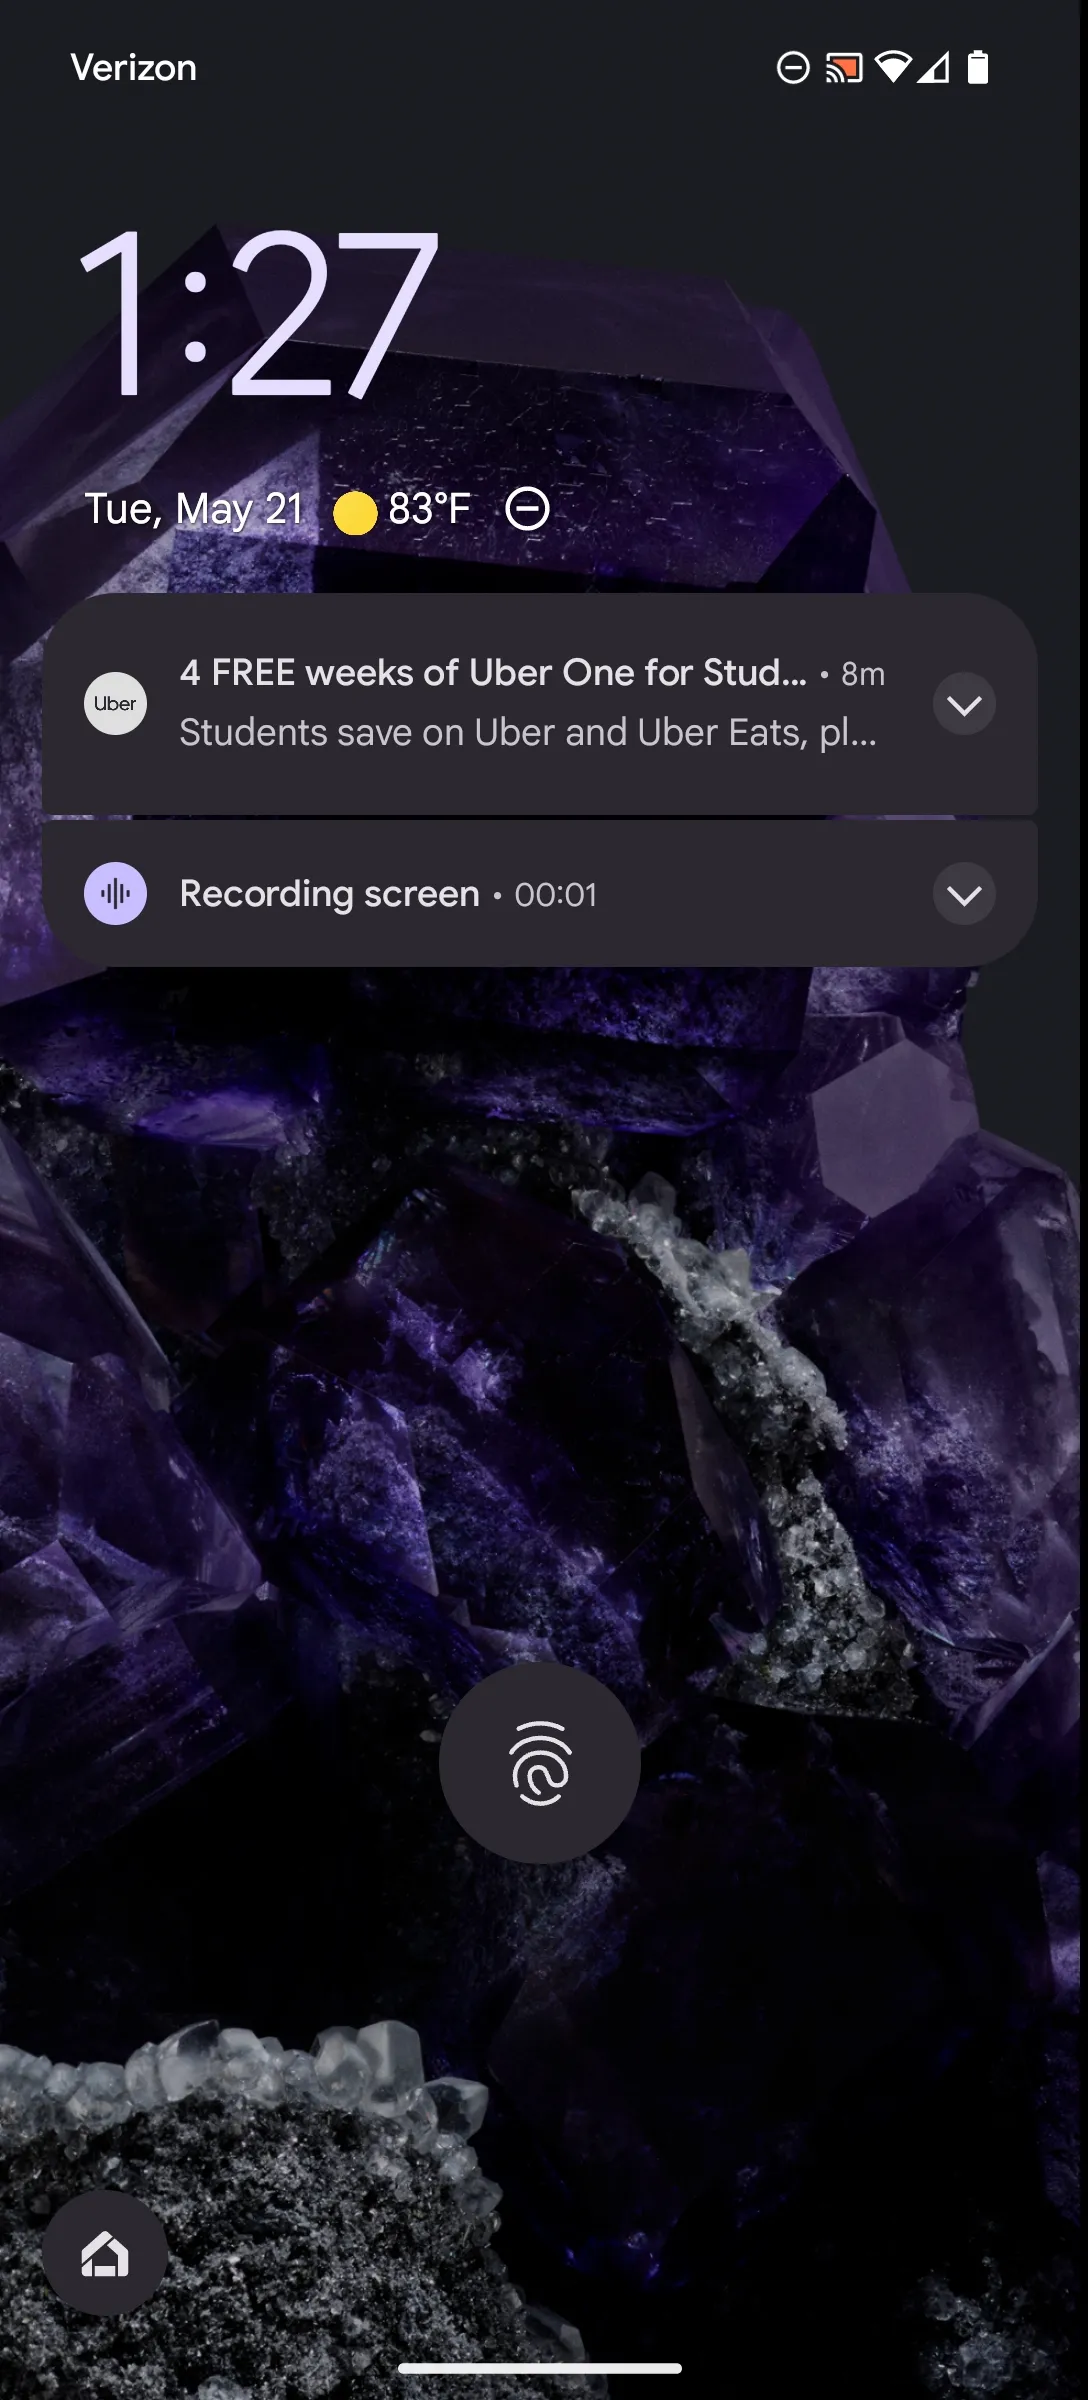 Verizon
1:27
Tue, May 21 83°F
4 FREE weeks of Uber One for Stud... • 8m
Uber
Students save on Uber and Uber Eats, pl...
Recording screen • 00:01